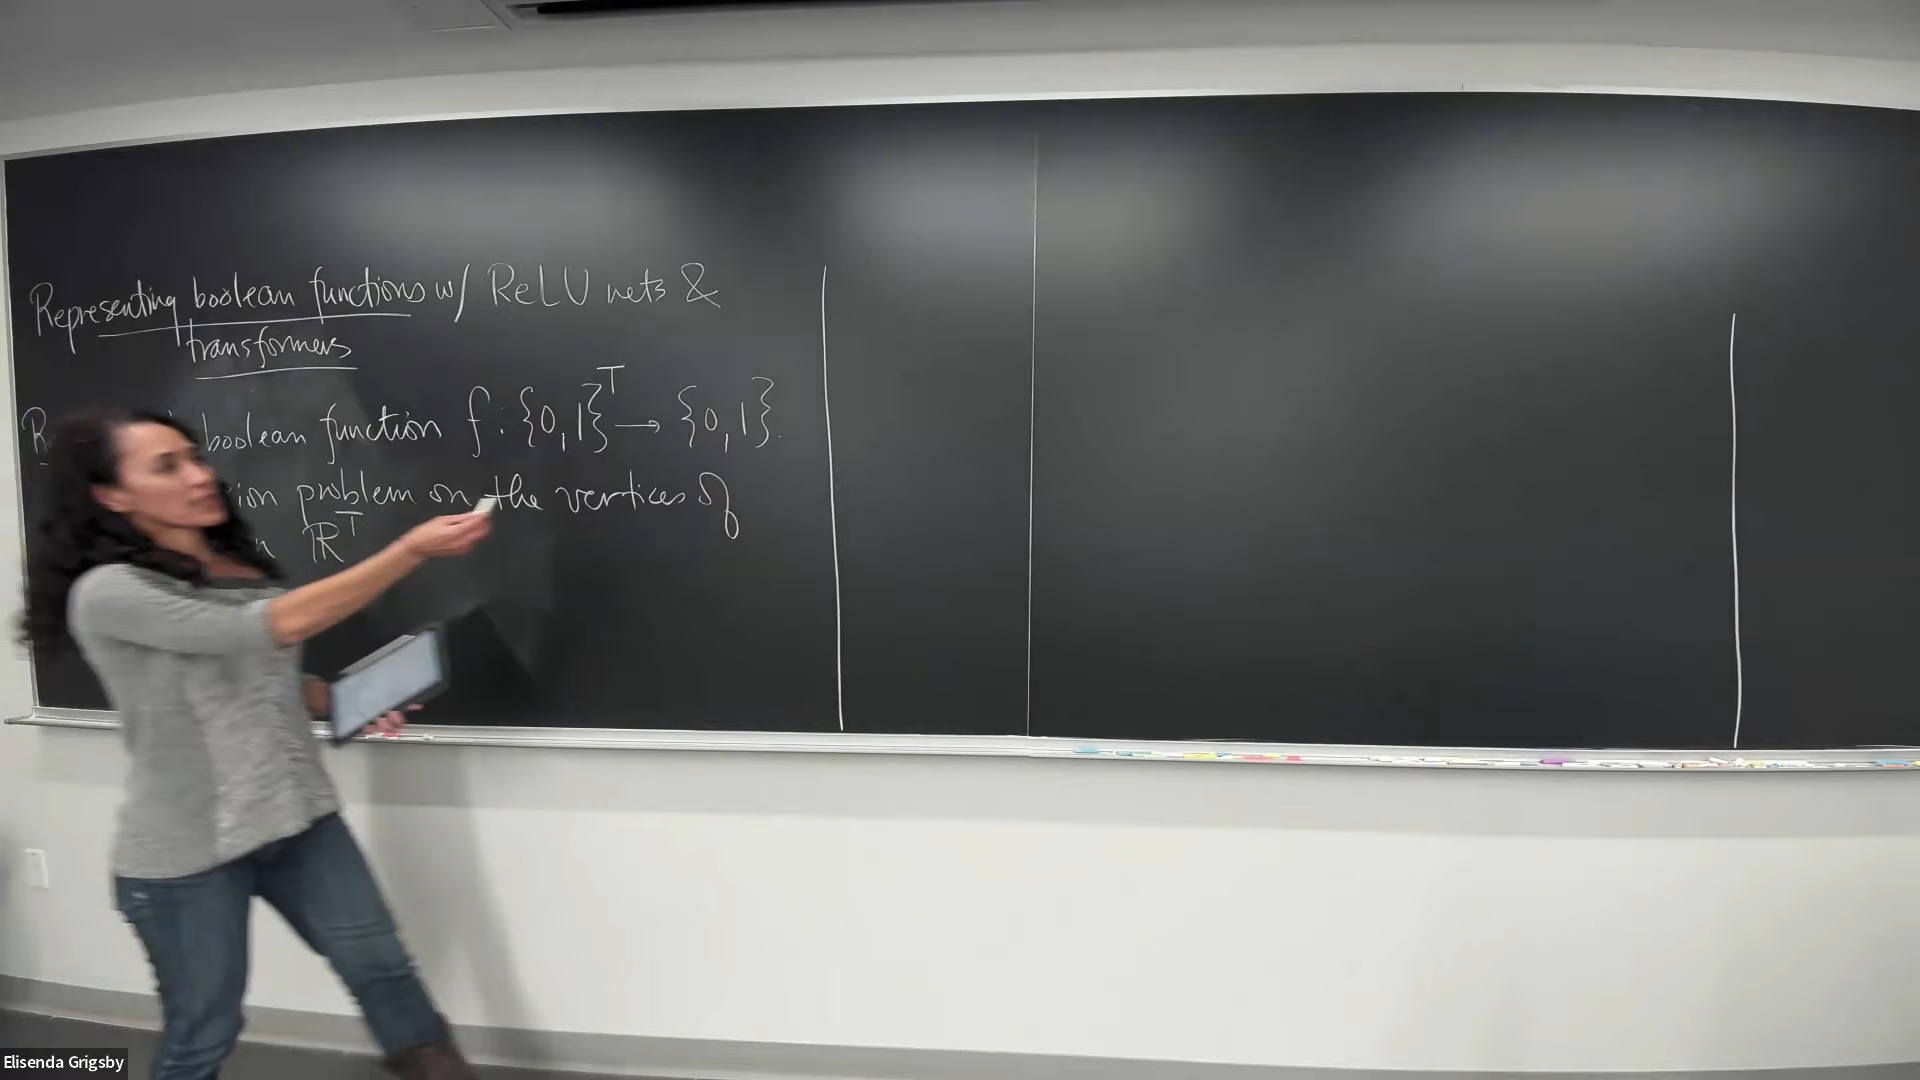 Representing boolean functions w/ ReLU nets &
transformers
boolean function f : {0,1}^T → {0,1}.
problem on the vertices of
ℝ^T
Elisenda Grigsby